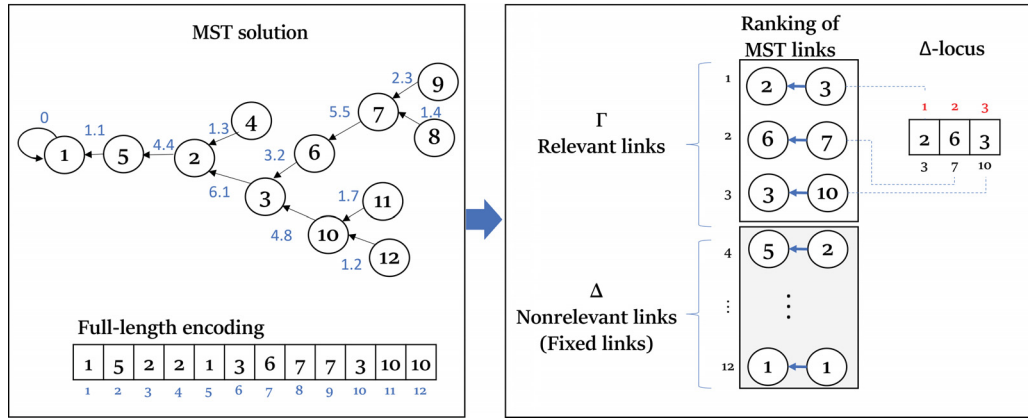 MST solution
0
1.1
4.4
1.3
6.1
3.2
5.5
2.3
1.4
4.8
1.7
1.2
1
5
2
4
3
6
7
9
8
10
11
12
Full-length encoding
1 5 2 2 1 3 6 7 7 3 10 10
1 2 3 4 5 6 7 8 9 10 11 12
Ranking of
MST links
Δ-locus
Γ
Relevant links
1 2 3
2 6 7
3 3 10
1 2 3
2 6 3
3 7 10
Δ
Nonrelevant links
(Fixed links)
4 5 2
⋮ ⋮
12 1 1